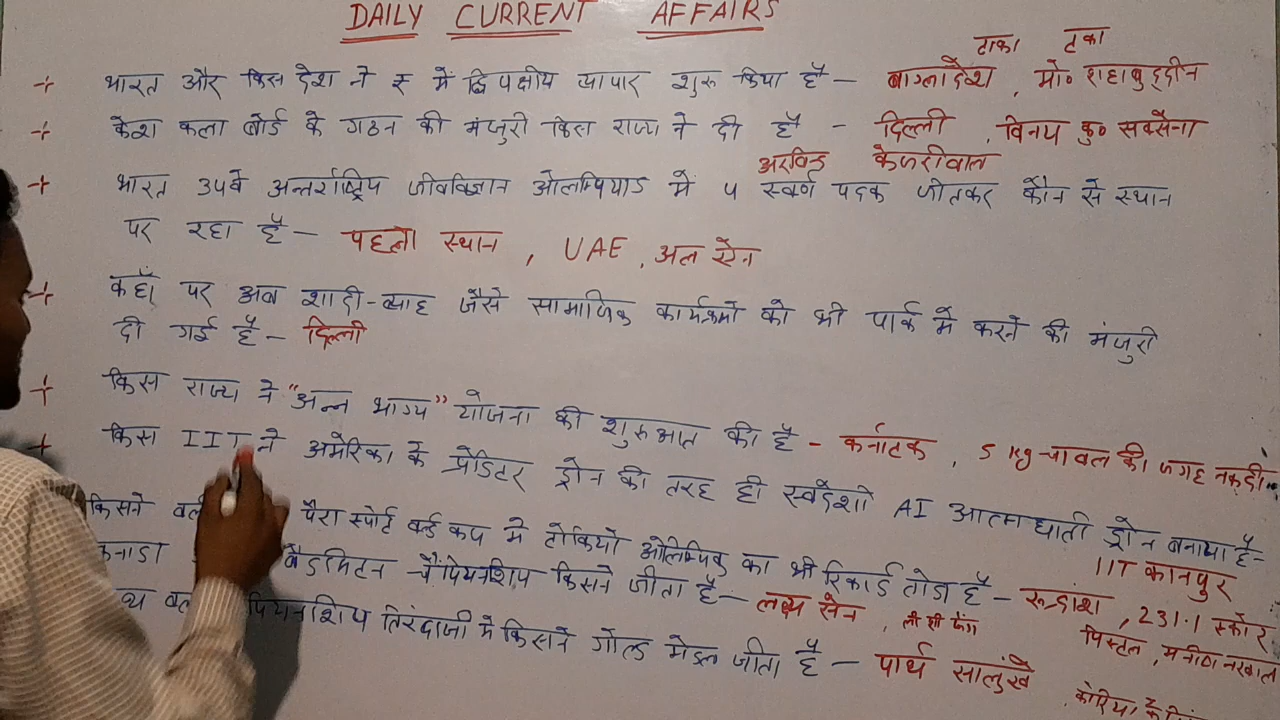 DAILY CURRENT AFFAIRS
टाका टका
+ भारत और किस देश ने ₹ में द्विपक्षीय व्यापार शुरू किया है – बांग्लादेश, मो० शहाबुद्दीन
+ केश कला बोर्ड के गठन की मंजुरी किस राज्य ने दी है – दिल्ली, विनय कु० सक्सेना
अरविंद केजरीवाल
+ भारत ३५वे अन्तर्राष्ट्रिय जीवविज्ञान ओलम्पियाड में 4 स्वर्ण पदक जीतकर कौन से स्थान
पर रहा है – पहला स्थान, UAE, अल ऐन
+ कहाँ पर अब शादी-ब्याह जैसे सामाजिक कार्यक्रमो को भी पार्क में करने की मंजुरी
दी गई है – दिल्ली
+ किस राज्य ने "अन्न भाग्य" योजना की शुरुआत की है – कर्नाटक, 5 kg चावल की जगह नकदी
+ किस IIT ने अमेरिका के प्रेडिटर ड्रोन की तरह ही स्वदेशी AI आत्मघाती ड्रोन बनाया है–
IIT कानपुर
किसने पैरा स्पोर्ट वर्ल्ड कप मे टोकियो ओलिम्पिक का भी रिकार्ड तोडा है – रुद्रांश, 231.1 स्कोर
पिस्टल, मनीष नरवाल
कनाडा बैडमिंटन चैंपियनशिप किसने जीता है – लक्ष्य सेन, ली शी फेंग
तिरंदाजी मे किसने गोल्ड मेडल जीता है – पार्थ सालुंखे
कोरिया के